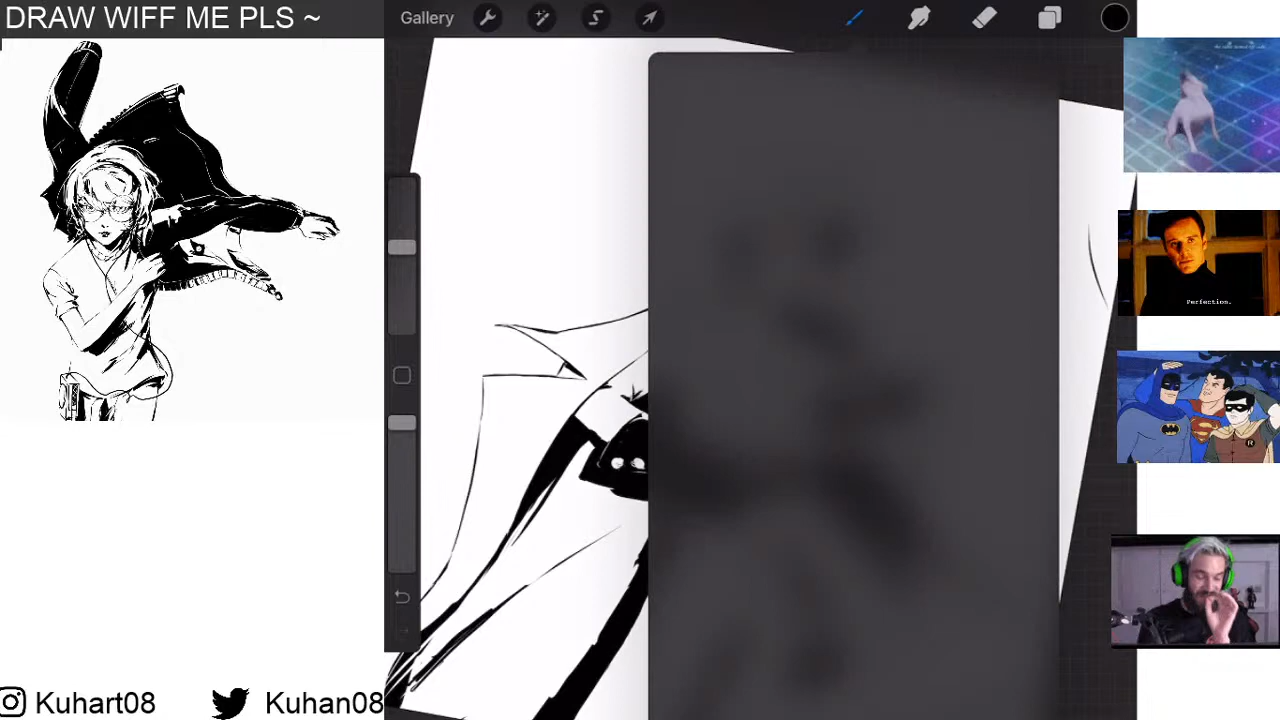 DRAW WIFF ME PLS ~
Gallery
Perfection.
R
Kuhart08
Kuhan08